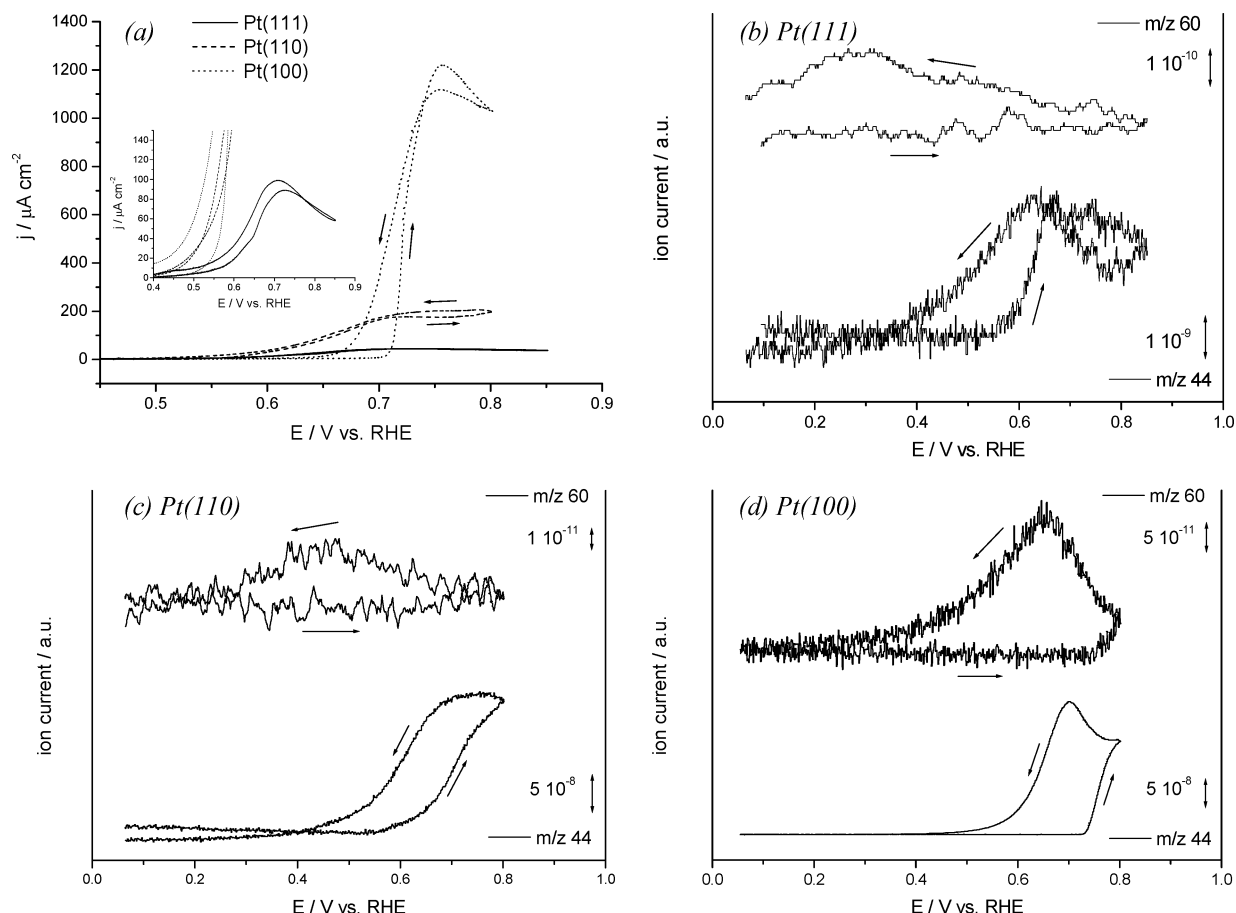 (a)
Pt(111)
Pt(110)
Pt(100)
1400
1200
1000
800
600
400
200
0
j / μA cm⁻²
0.5 0.6 0.7 0.8 0.9
E / V vs. RHE
140
120
100
80
60
40
20
0
j / μA cm⁻²
0.4 0.5 0.6 0.7 0.8 0.9
E / V vs. RHE
(b) Pt(111)
m/z 60
1 10⁻¹⁰
ion current / a.u.
1 10⁻⁹
m/z 44
0.0 0.2 0.4 0.6 0.8 1.0
E / V vs. RHE
(c) Pt(110)
m/z 60
1 10⁻¹¹
ion current / a.u.
5 10⁻⁸
m/z 44
0.0 0.2 0.4 0.6 0.8 1.0
E / V vs. RHE
(d) Pt(100)
m/z 60
5 10⁻¹¹
ion current / a.u.
5 10⁻⁸
m/z 44
0.0 0.2 0.4 0.6 0.8 1.0
E / V vs. RHE